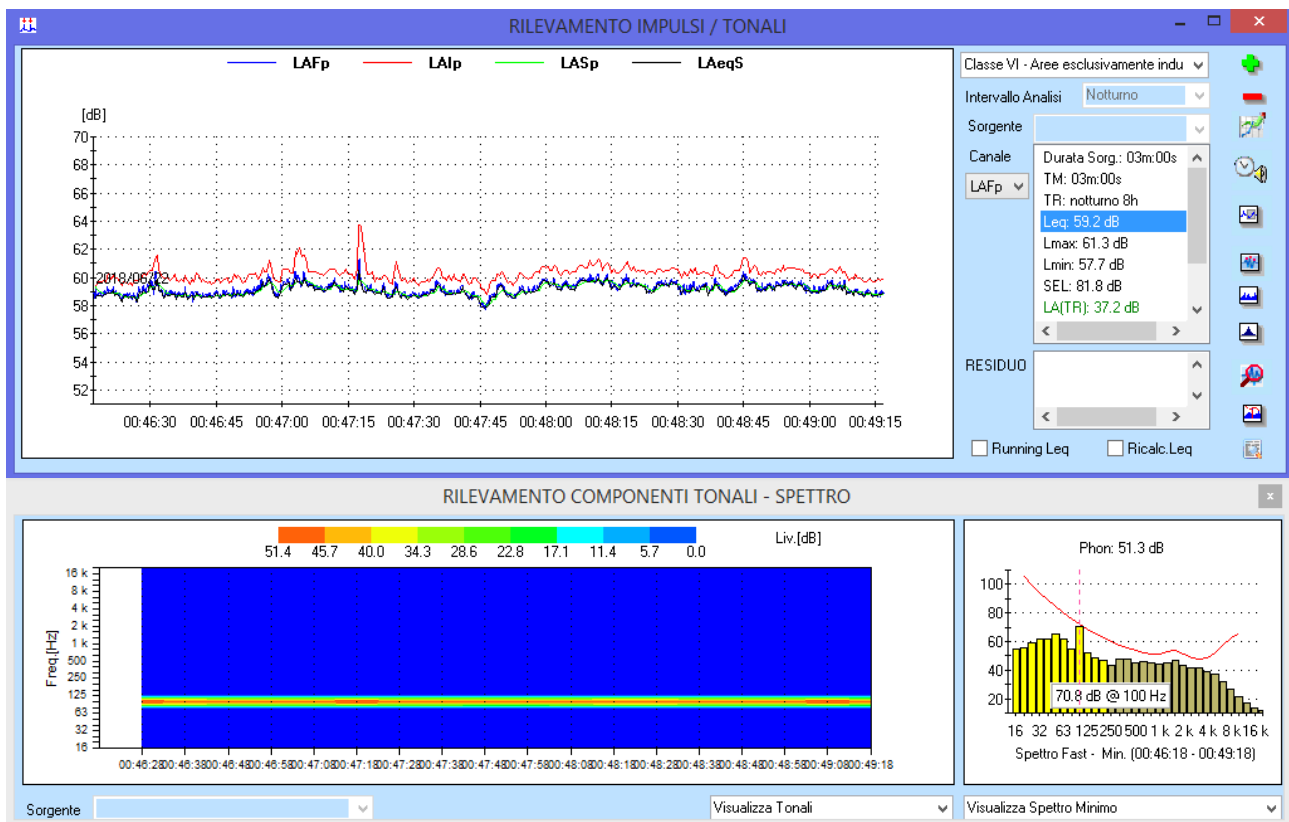 RILEVAMENTO IMPULSI / TONALI
LAFp LAIp LASp LAeqS
[dB]
70
68
66
64
62
60
58
56
54
52
2018/06/22
00:46:30 00:46:45 00:47:00 00:47:15 00:47:30 00:47:45 00:48:00 00:48:15 00:48:30 00:48:45 00:49:00 00:49:15
Classe VI - Aree esclusivamente indu
Intervallo Analisi Notturno
Sorgente
Canale
LAFp
Durata Sorg.: 03m:00s
TM: 03m:00s
TR: notturno 8h
Leq: 59.2 dB
Lmax: 61.3 dB
Lmin: 57.7 dB
SEL: 81.8 dB
LA(TR): 37.2 dB
RESIDUO
Running Leq Ricalc.Leq
RILEVAMENTO COMPONENTI TONALI - SPETTRO
51.4 45.7 40.0 34.3 28.6 22.8 17.1 11.4 5.7 0.0
Liv.[dB]
Freq.[Hz]
16 k
8 k
4 k
2 k
1 k
500
250
125
63
32
16
00:46:28 00:46:38 00:46:48 00:46:58 00:47:08 00:47:18 00:47:28 00:47:38 00:47:48 00:47:58 00:48:08 00:48:18 00:48:28 00:48:38 00:48:48 00:48:58 00:49:08 00:49:18
Phon: 51.3 dB
100
80
60
40
20
70.8 dB @ 100 Hz
16 32 63 125 250 500 1 k 2 k 4 k 8 k 16 k
Spettro Fast - Min. (00:46:18 - 00:49:18)
Sorgente
Visualizza Tonali
Visualizza Spettro Minimo